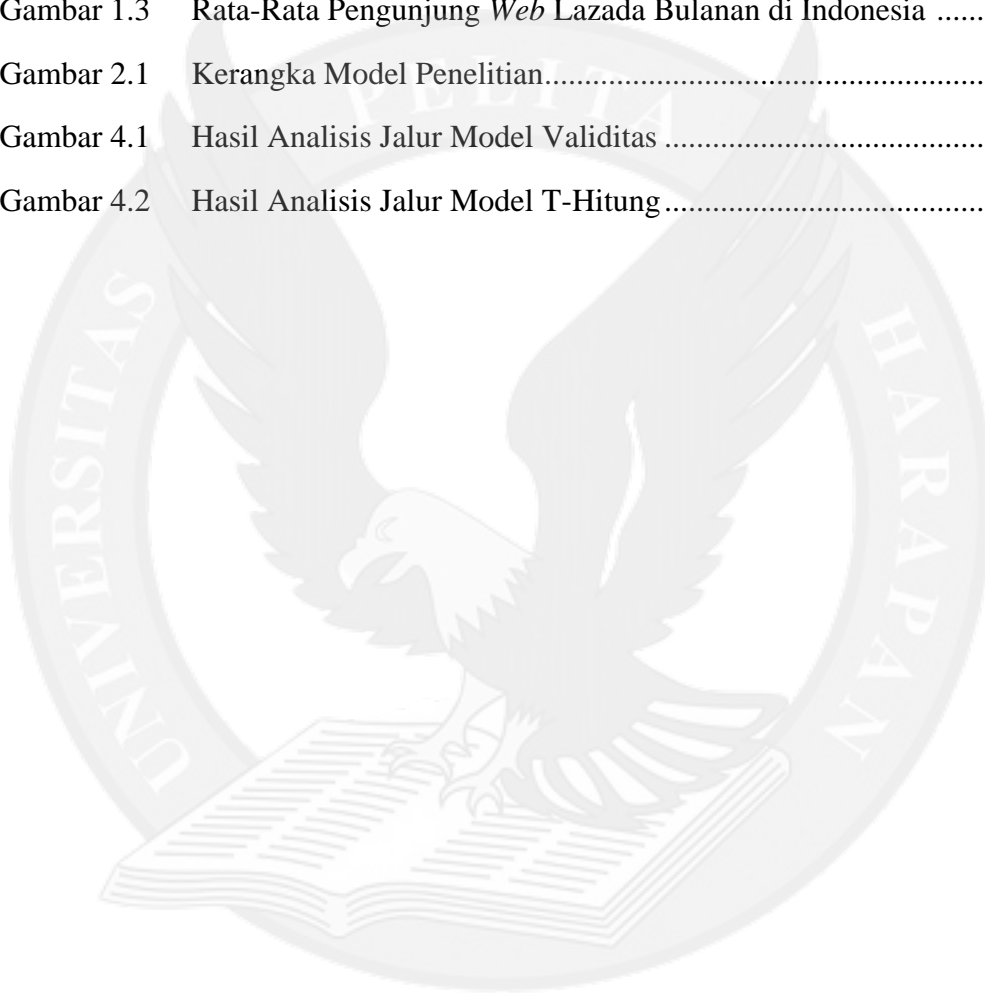 Gambar 1.3 Rata-Rata Pengunjung Web Lazada Bulanan di Indonesia ......
Gambar 2.1 Kerangka Model Penelitian.......................................................
Gambar 4.1 Hasil Analisis Jalur Model Validitas ........................................
Gambar 4.2 Hasil Analisis Jalur Model T-Hitung........................................
UNIVERSITAS PELITA HARAPAN